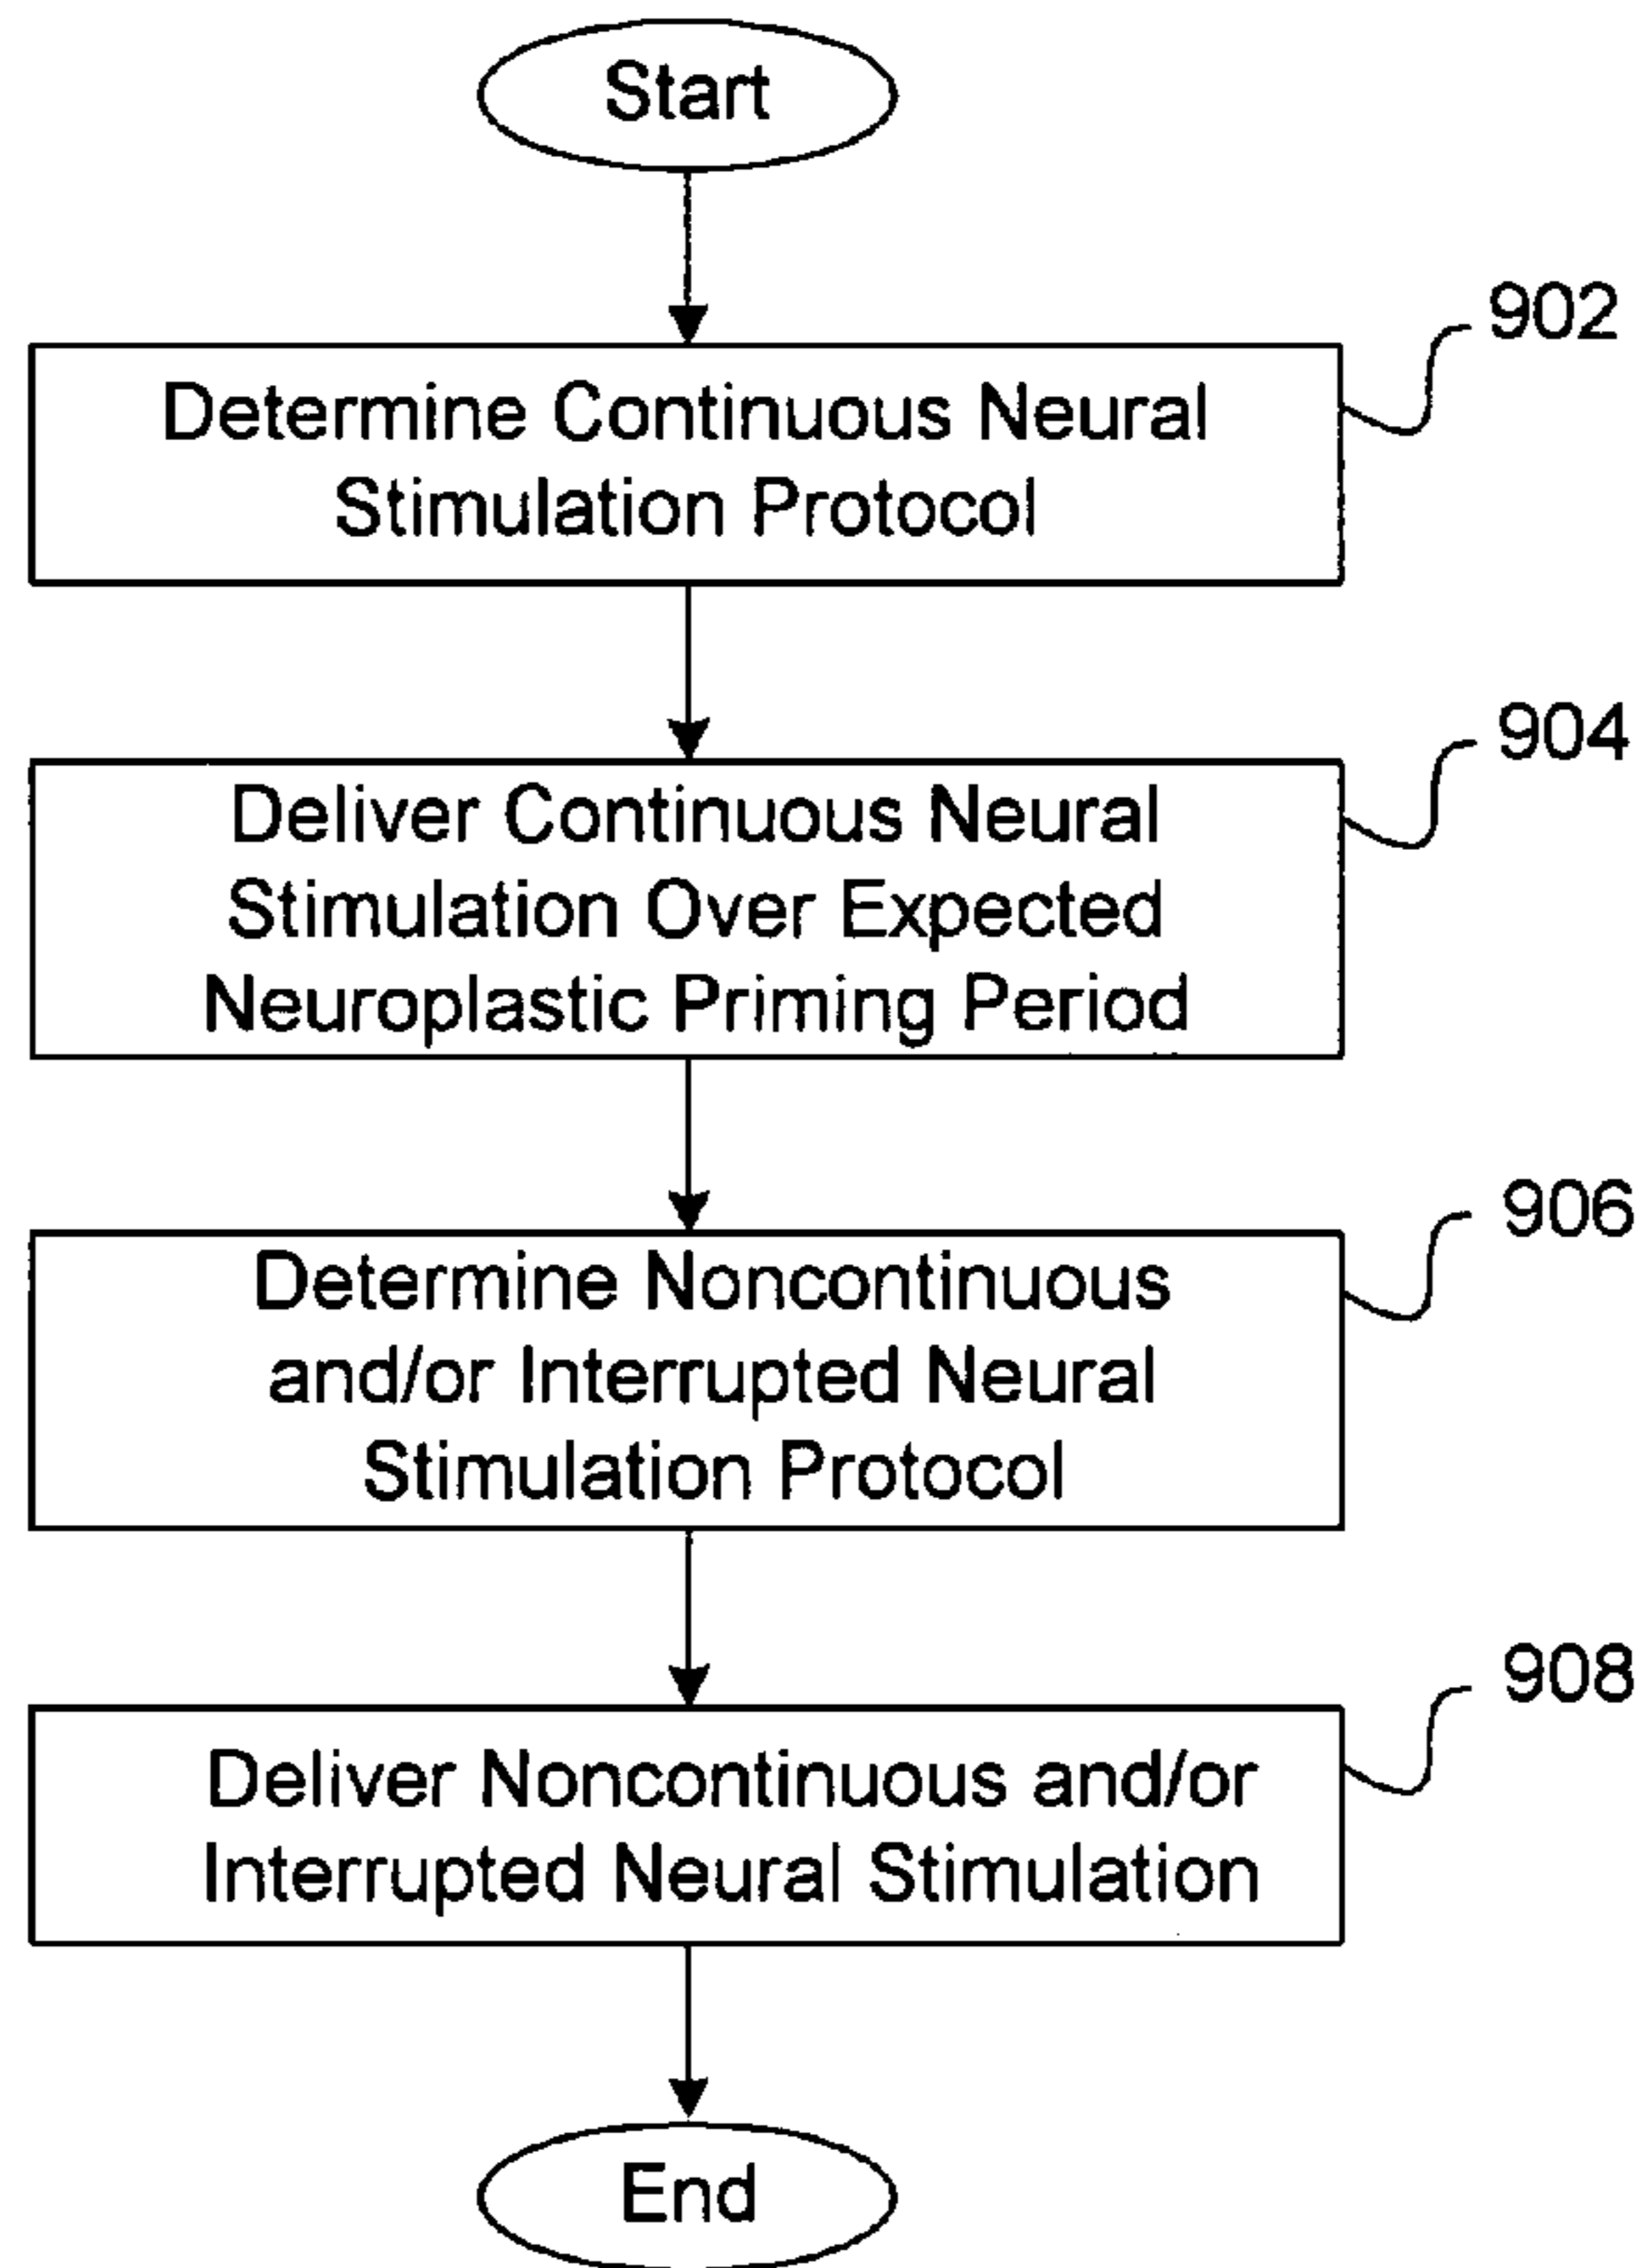 Start
902
Determine Continuous Neural
Stimulation Protocol
904
Deliver Continuous Neural
Stimulation Over Expected
Neuroplastic Priming Period
906
Determine Noncontinuous
and/or Interrupted Neural
Stimulation Protocol
908
Deliver Noncontinuous and/or
Interrupted Neural Stimulation
End